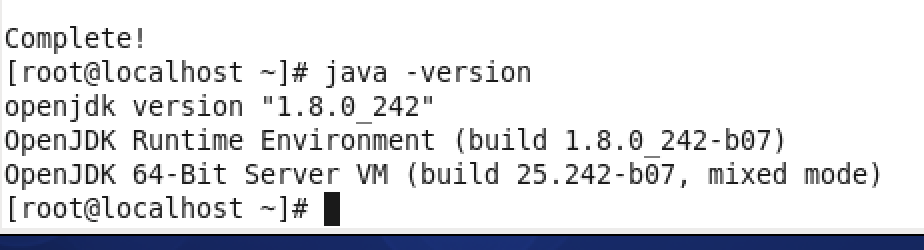 Complete!
[root@localhost ~]# java -version
openjdk version "1.8.0_242"
OpenJDK Runtime Environment (build 1.8.0_242-b07)
OpenJDK 64-Bit Server VM (build 25.242-b07, mixed mode)
[root@localhost ~]#